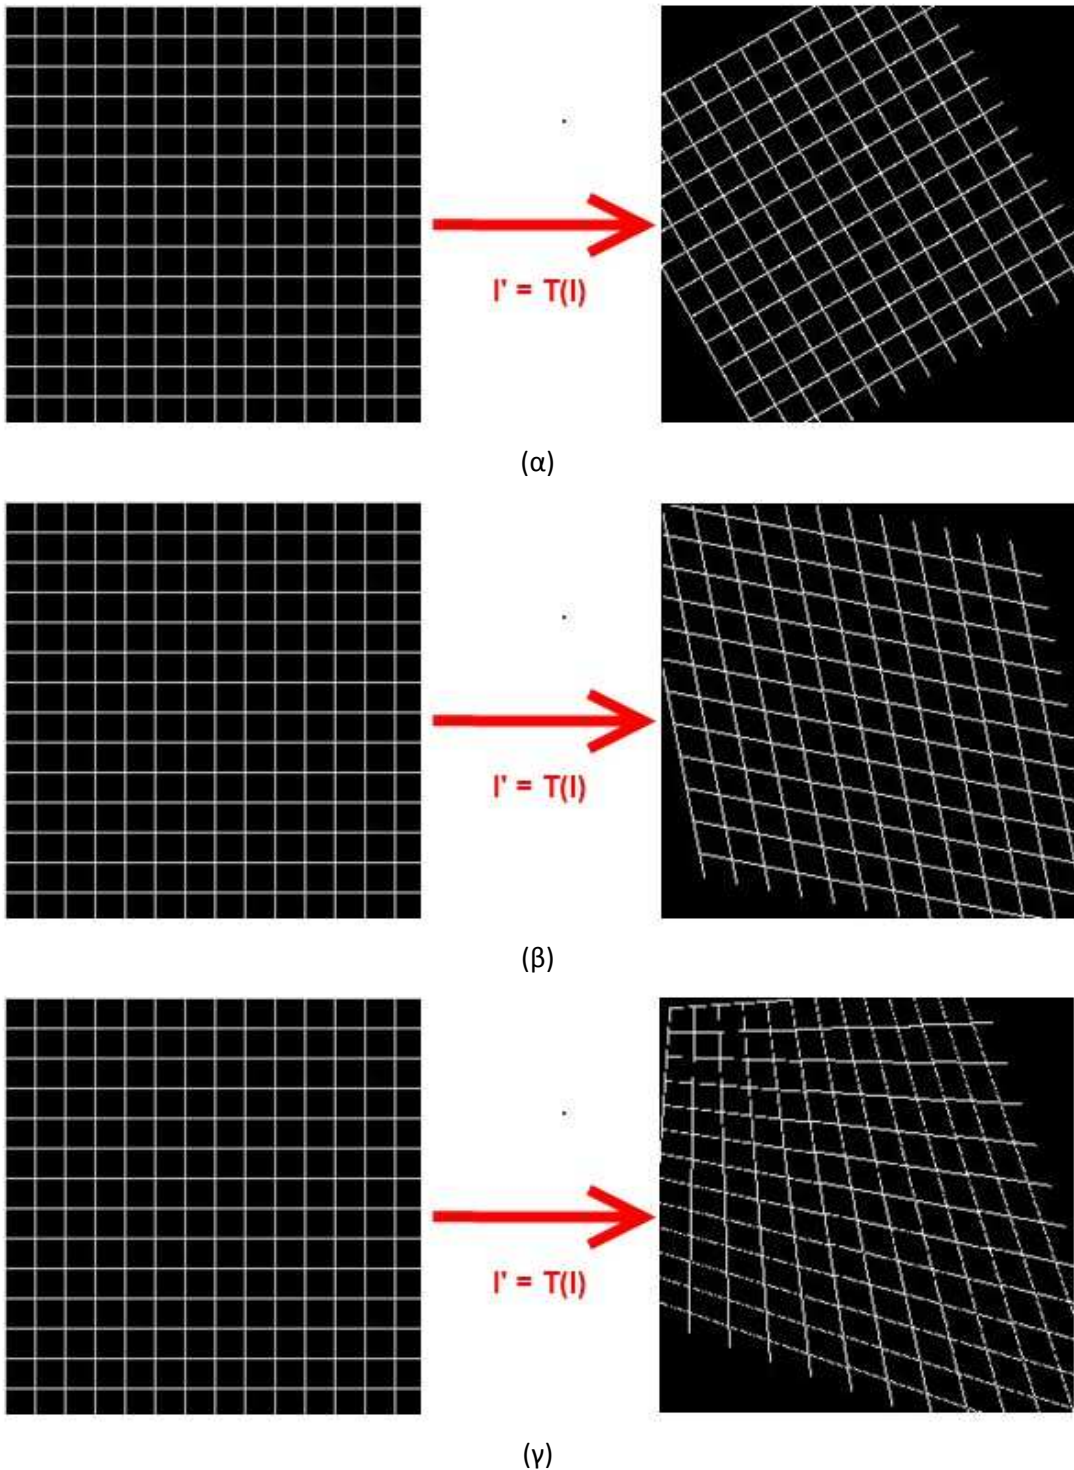 I' = T(I)
(α)
I' = T(I)
(β)
I' = T(I)
(γ)